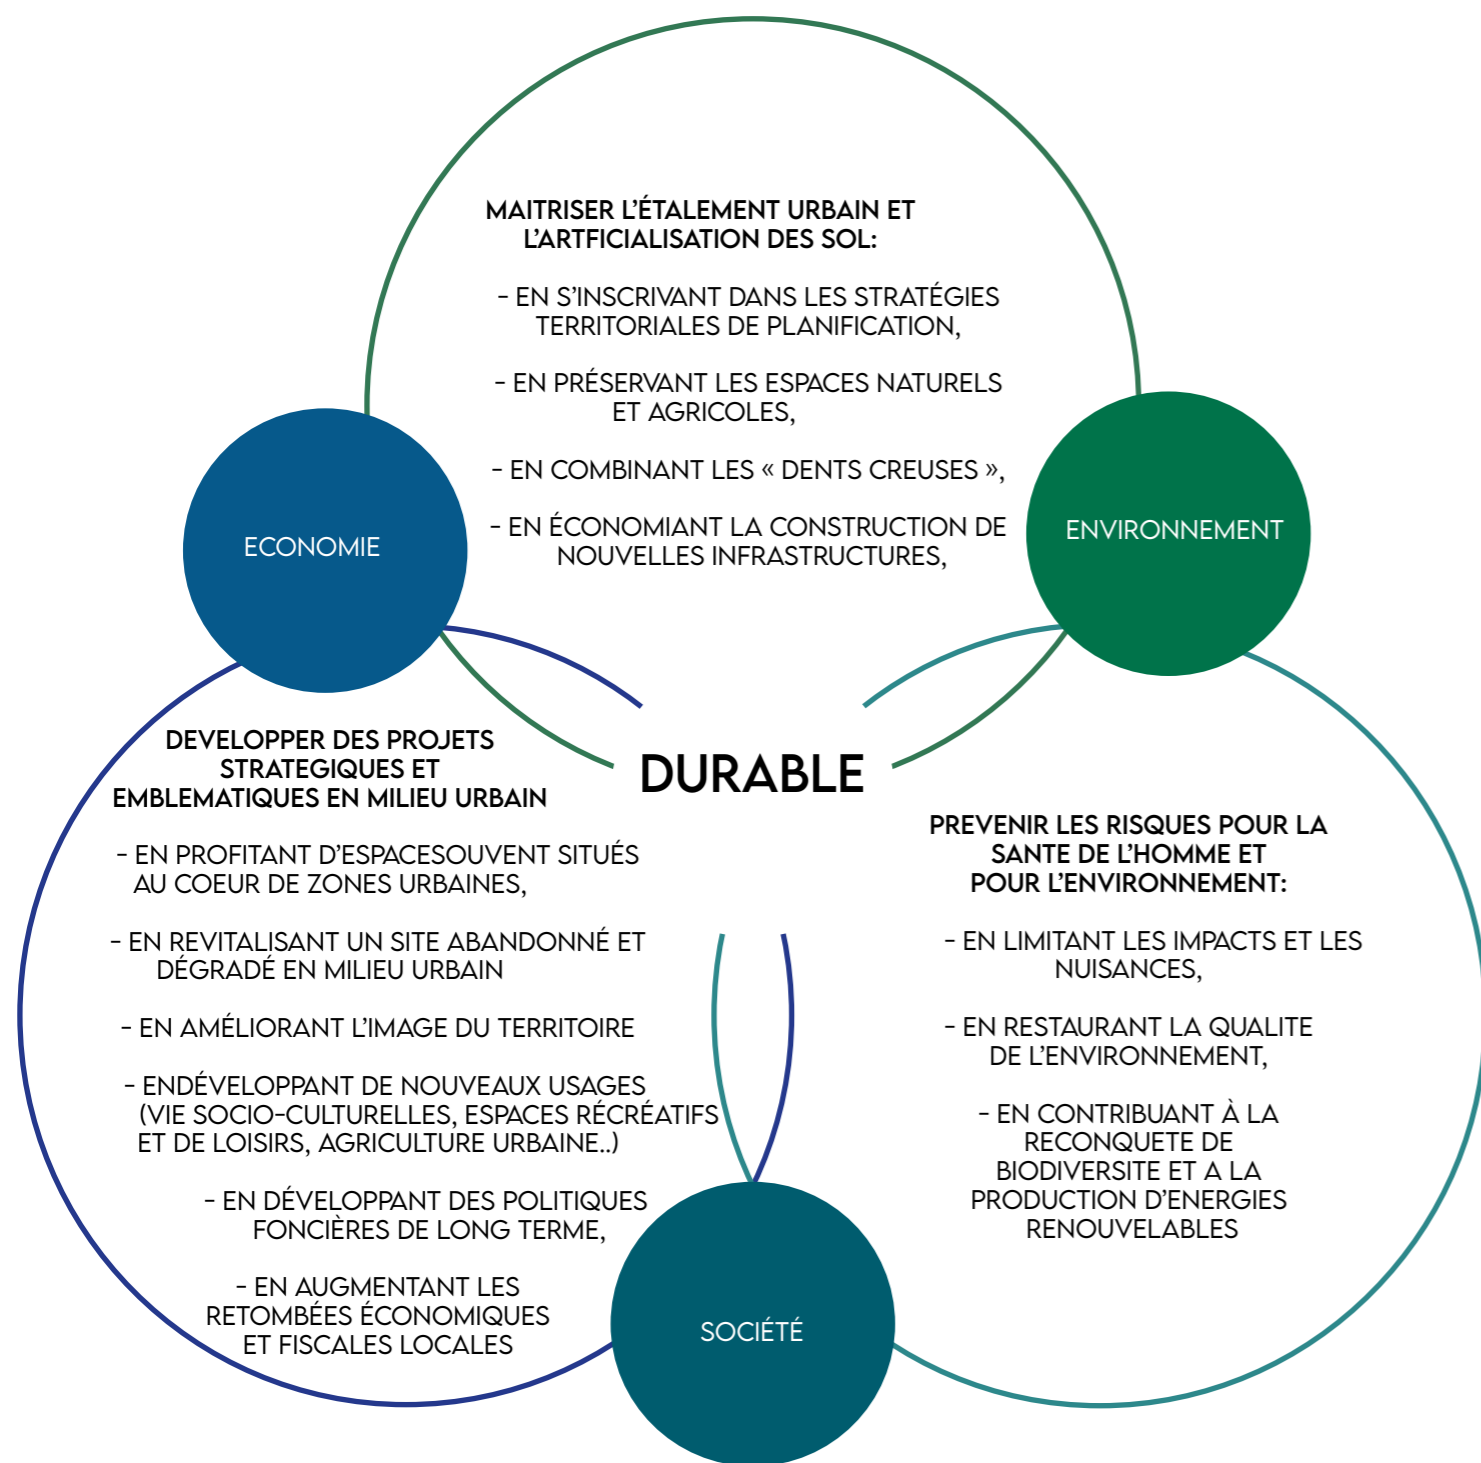 MAITRISER L'ÉTALEMENT URBAIN ET
L'ARTFICIALISATION DES SOL:
- EN S'INSCRIVANT DANS LES STRATÉGIES
TERRITORIALES DE PLANIFICATION,
- EN PRÉSERVANT LES ESPACES NATURELS
ET AGRICOLES,
- EN COMBINANT LES « DENTS CREUSES »,
- EN ÉCONOMIANT LA CONSTRUCTION DE
NOUVELLES INFRASTRUCTURES,
ECONOMIE
ENVIRONNEMENT
DURABLE
DEVELOPPER DES PROJETS
STRATEGIQUES ET
EMBLEMATIQUES EN MILIEU URBAIN
- EN PROFITANT D'ESPACESOUVENT SITUÉS
AU COEUR DE ZONES URBAINES,
- EN REVITALISANT UN SITE ABANDONNÉ ET
DÉGRADÉ EN MILIEU URBAIN
- EN AMÉLIORANT L'IMAGE DU TERRITOIRE
- ENDÉVELOPPANT DE NOUVEAUX USAGES
(VIE SOCIO-CULTURELLES, ESPACES RÉCRÉATIFS
ET DE LOISIRS, AGRICULTURE URBAINE..)
- EN DÉVELOPPANT DES POLITIQUES
FONCIÈRES DE LONG TERME,
- EN AUGMENTANT LES
RETOMBÉES ÉCONOMIQUES
ET FISCALES LOCALES
PREVENIR LES RISQUES POUR LA
SANTE DE L'HOMME ET
POUR L'ENVIRONNEMENT:
- EN LIMITANT LES IMPACTS ET LES
NUISANCES,
- EN RESTAURANT LA QUALITE
DE L'ENVIRONNEMENT,
- EN CONTRIBUANT À LA
RECONQUETE DE
BIODIVERSITE ET A LA
PRODUCTION D'ENERGIES
RENOUVELABLES
SOCIÉTÉ